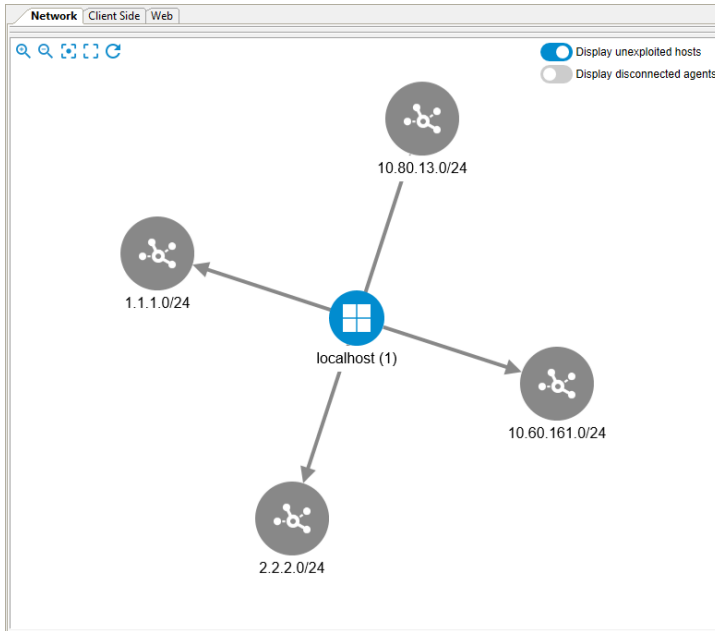 Network Client Side Web
Display unexploited hosts
Display disconnected agents
10.80.13.0/24
1.1.1.0/24
localhost (1)
10.60.161.0/24
2.2.2.0/24